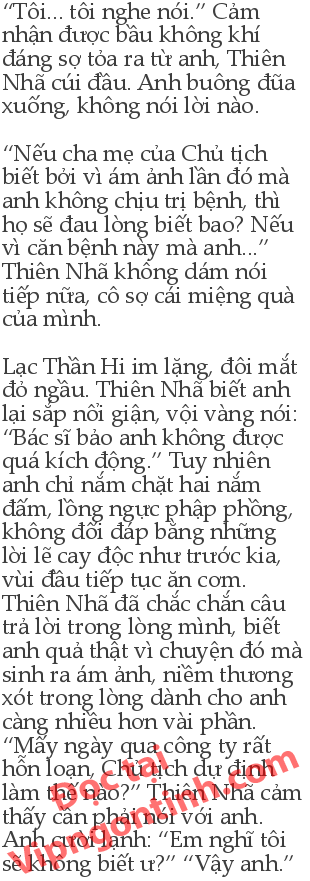 “Tôi... tôi nghe nói.” Cảm
nhận được bầu không khí
đáng sợ tỏa ra từ anh, Thiên
Nhã cúi đầu. Anh buông đũa
xuống, không nói lời nào.
“Nếu cha mẹ của Chủ tịch
biết bởi vì ám ảnh lần đó mà
anh không chịu trị bệnh, thì
họ sẽ đau lòng biết bao? Nếu
vì căn bệnh này mà anh...”
Thiên Nhã không dám nói
tiếp nữa, cô sợ cái miệng quà
của mình.
Lạc Thần Hi im lặng, đôi mắt
đỏ ngầu. Thiên Nhã biết anh
lại sắp nổi giận, vội vàng nói:
“Bác sĩ bảo anh không được
quá kích động.” Tuy nhiên
anh chỉ nắm chặt hai nắm
đấm, lồng ngực phập phồng,
không đối đáp bằng những
lời lẽ cay độc như trước kia,
vùi đầu tiếp tục ăn cơm.
Thiên Nhã đã chắc chắn câu
trả lời trong lòng mình, biết
anh quả thật vì chuyện đó mà
sinh ra ám ảnh, niềm thương
xót trong lòng dành cho anh
càng nhiều hơn vài phần.
“Mấy ngày qua công ty rất
hỗn loạn, Chủ tịch dự định
làm thế nào?” Thiên Nhã cảm
thấy cần phải nói với anh.
Anh cười lạnh: “Em nghĩ tôi
sẽ không biết ư?” “Vậy anh.”
Đọc tại
Vipngontinh.com